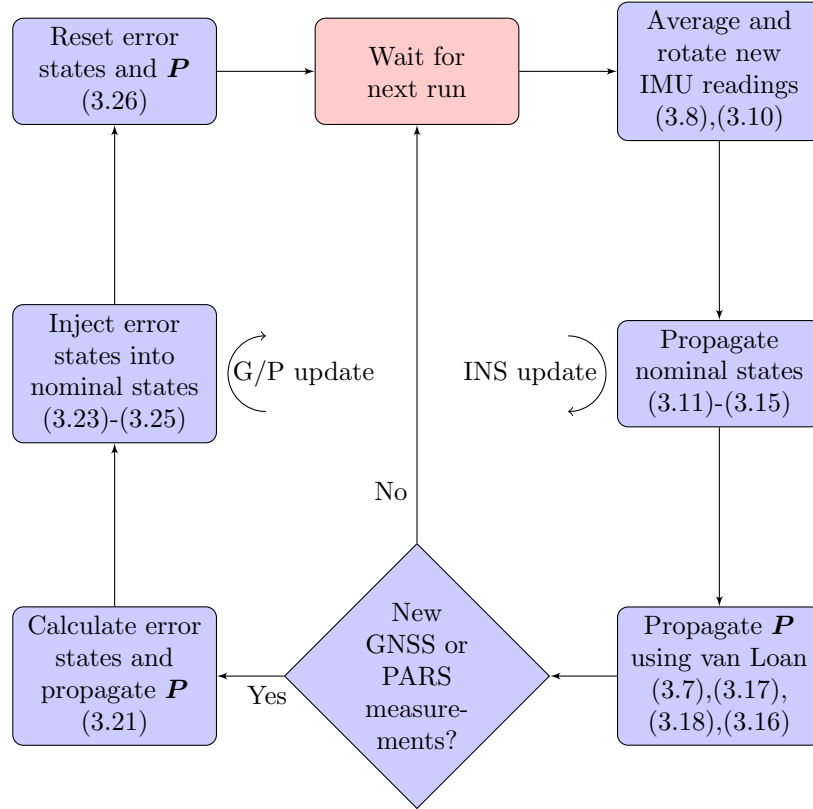 Reset error
states and P
(3.26)
Wait for
next run
Average and
rotate new
IMU readings
(3.8),(3.10)
Inject error
states into
nominal states
(3.23)-(3.25)
G/P update
INS update
Propagate
nominal states
(3.11)-(3.15)
No
Calculate error
states and
propagate P
(3.21)
Yes
New
GNSS or
PARS
measure-
ments?
Propagate P
using van Loan
(3.7),(3.17),
(3.18),(3.16)